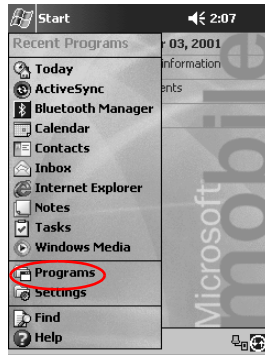 Start 2:07
Recent Programs r 03, 2001
Today
information
ActiveSync
ents
Bluetooth Manager
Calendar
Contacts
Inbox
Internet Explorer
Notes
Tasks
Windows Media
Programs
Settings
Find
Help
Microsoft
mobile